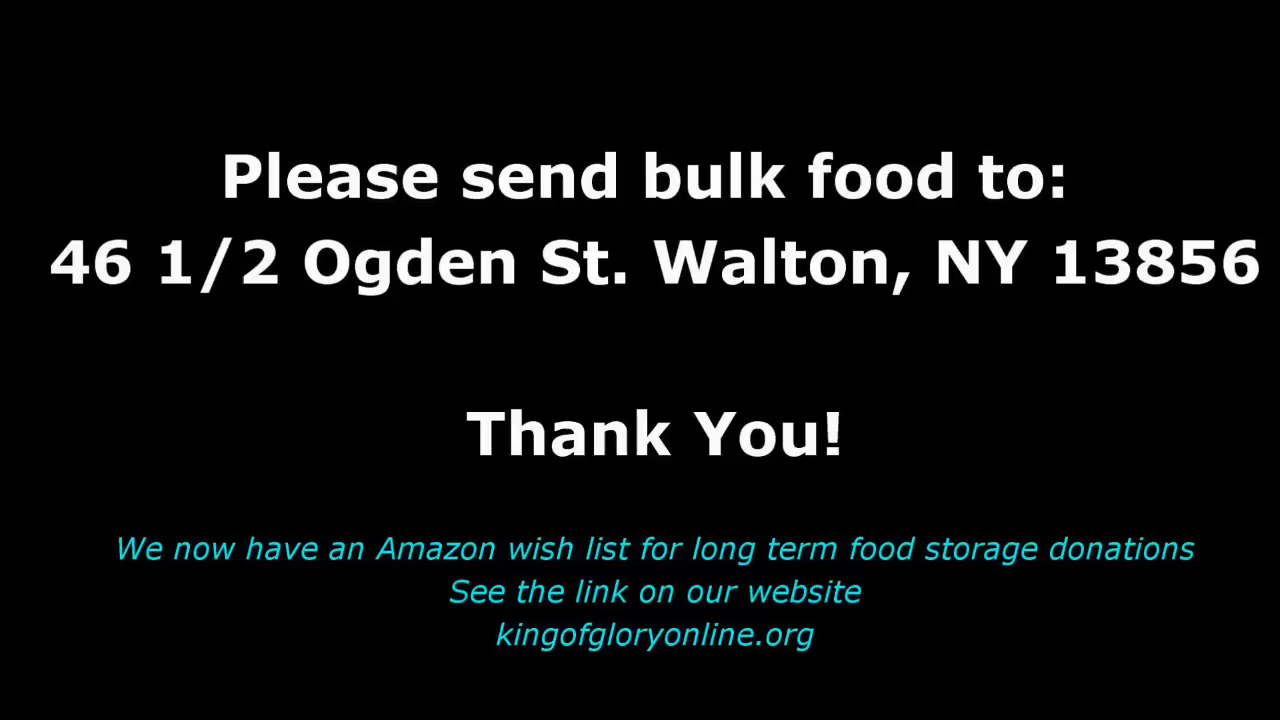 Please send bulk food to:
46 1/2 Ogden St. Walton, NY 13856
Thank You!
We now have an Amazon wish list for long term food storage donations
See the link on our website
kingofgloryonline.org